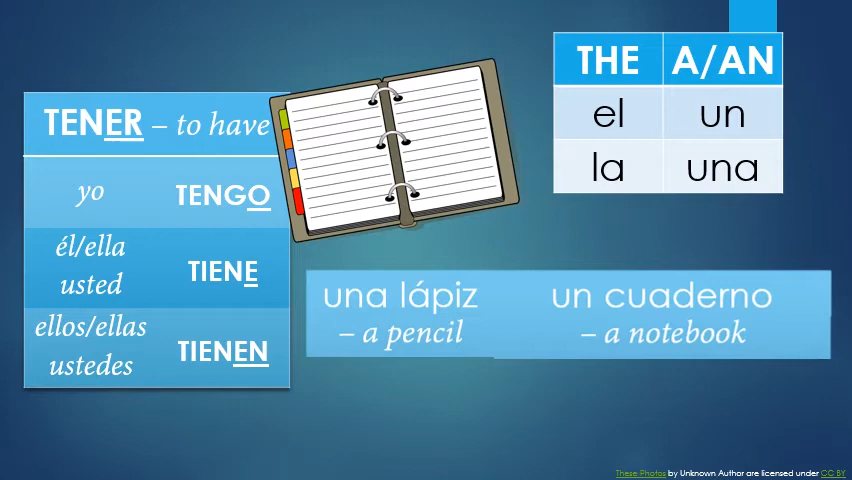 TENER – to have
yo TENGO
él/ella
usted
TIENE
ellos/ellas
ustedes
TIENEN
THE A/AN
el un
la una
una lápiz
– a pencil
un cuaderno
– a notebook
These Photos by Unknown Author are licensed under CC BY